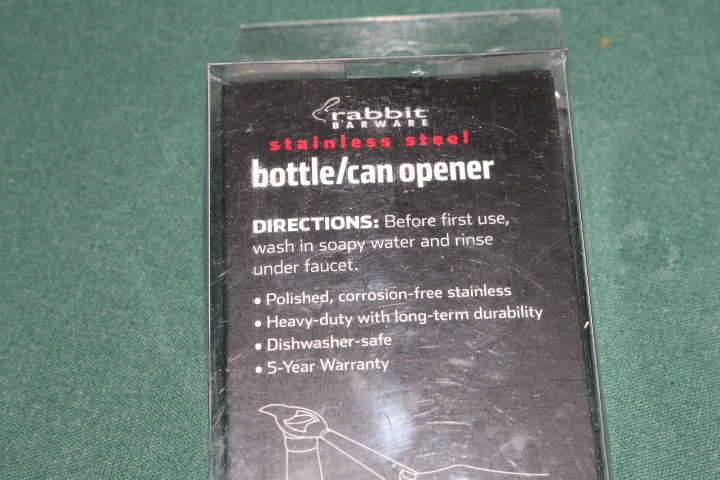 rabbit
BARWARE
stainless steel
bottle/can opener
DIRECTIONS: Before first use,
wash in soapy water and rinse
under faucet.
• Polished, corrosion-free stainless
• Heavy-duty with long-term durability
• Dishwasher-safe
• 5-Year Warranty